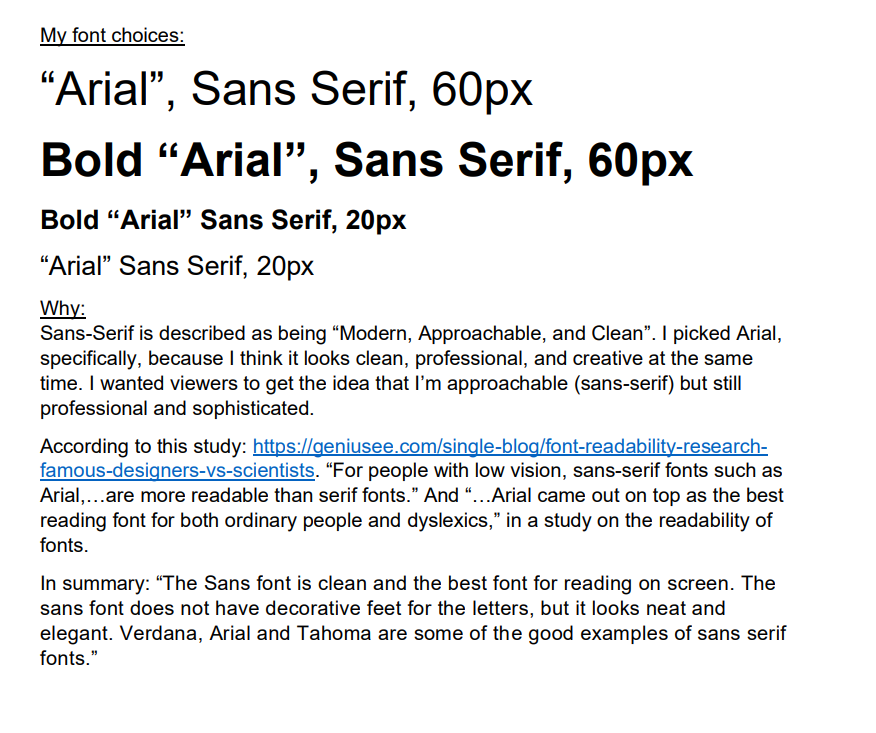 My font choices:
“Arial”, Sans Serif, 60px
Bold “Arial”, Sans Serif, 60px
Bold “Arial” Sans Serif, 20px
“Arial” Sans Serif, 20px
Why:
Sans-Serif is described as being “Modern, Approachable, and Clean”. I picked Arial,
specifically, because I think it looks clean, professional, and creative at the same
time. I wanted viewers to get the idea that I’m approachable (sans-serif) but still
professional and sophisticated.
According to this study: https://geniusee.com/single-blog/font-readability-research-
famous-designers-vs-scientists. “For people with low vision, sans-serif fonts such as
Arial,…are more readable than serif fonts.” And “…Arial came out on top as the best
reading font for both ordinary people and dyslexics,” in a study on the readability of
fonts.
In summary: “The Sans font is clean and the best font for reading on screen. The
sans font does not have decorative feet for the letters, but it looks neat and
elegant. Verdana, Arial and Tahoma are some of the good examples of sans serif
fonts.”